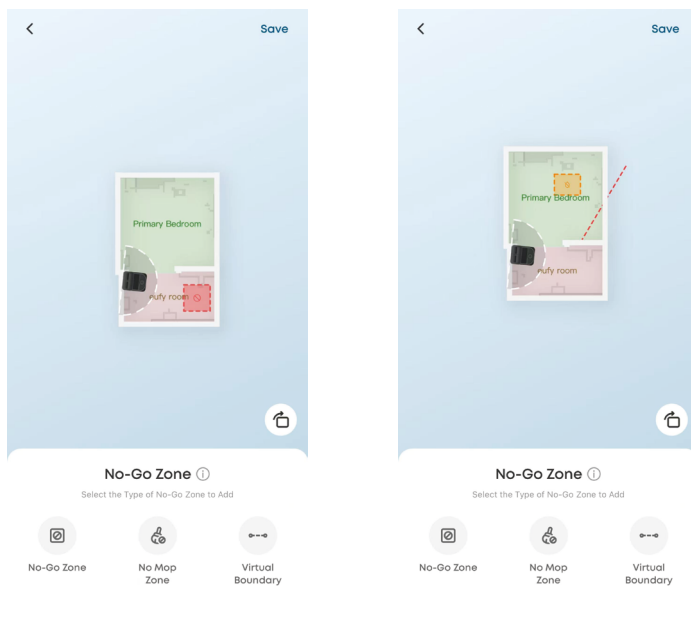 Save
Primary Bedroom
eufy room
No-Go Zone
Select the Type of No-Go Zone to Add
No-Go Zone
No Mop
Zone
Virtual
Boundary
Save
Primary Bedroom
eufy room
No-Go Zone
Select the Type of No-Go Zone to Add
No-Go Zone
No Mop
Zone
Virtual
Boundary